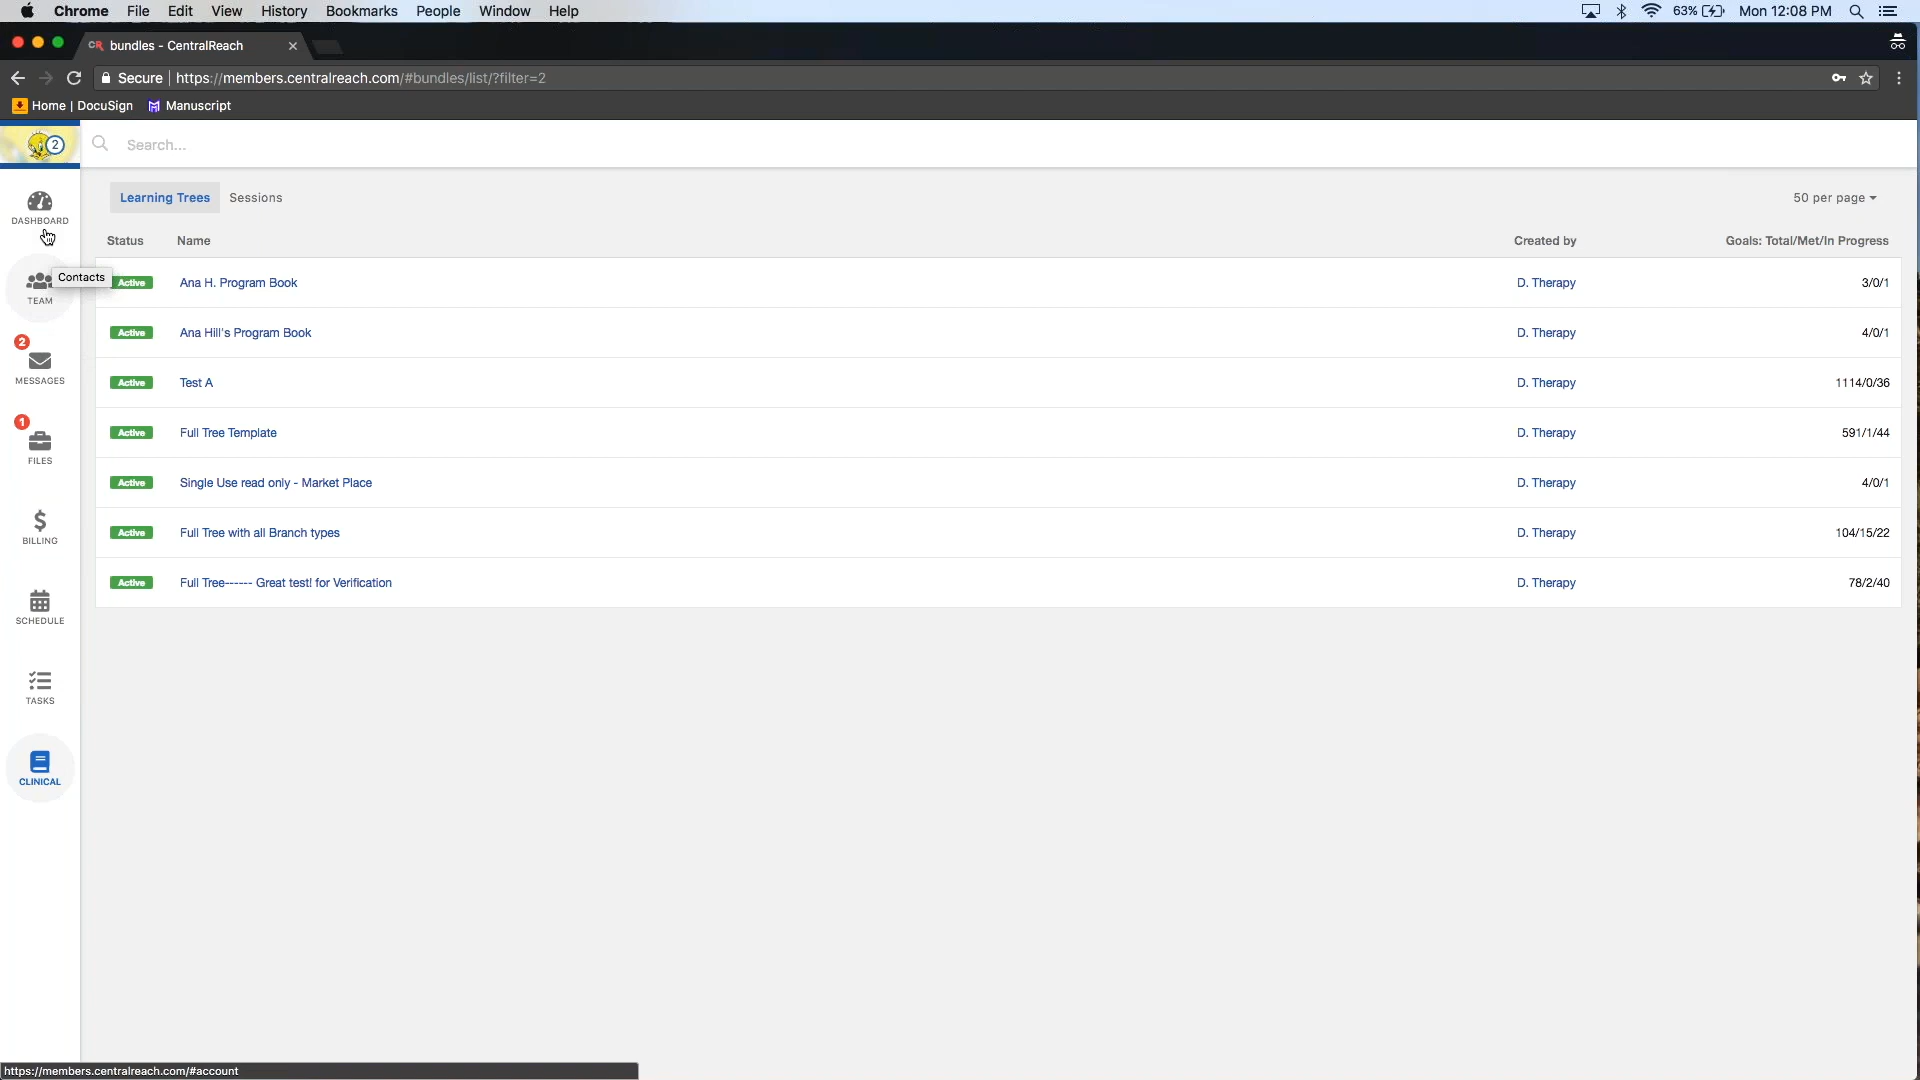 Chrome File Edit View History Bookmarks People Window Help 63% Mon 12:08 PM
CR bundles - CentralReach
Secure https://members.centralreach.com/#bundles/list/?filter=2
Home | DocuSign Manuscript
2 Search...
Learning Trees Sessions 50 per page
Status Name Created by Goals: Total/Met/In Progress
Active Ana H. Program Book D. Therapy 3/0/1
Active Ana Hill's Program Book D. Therapy 4/0/1
Active Test A D. Therapy 1114/0/36
Active Full Tree Template D. Therapy 591/1/44
Active Single Use read only - Market Place D. Therapy 4/0/1
Active Full Tree with all Branch types D. Therapy 104/15/22
Active Full Tree------ Great test! for Verification D. Therapy 78/2/40
DASHBOARD
Contacts
TEAM
2
MESSAGES
1
FILES
BILLING
SCHEDULE
TASKS
CLINICAL
https://members.centralreach.com/#account